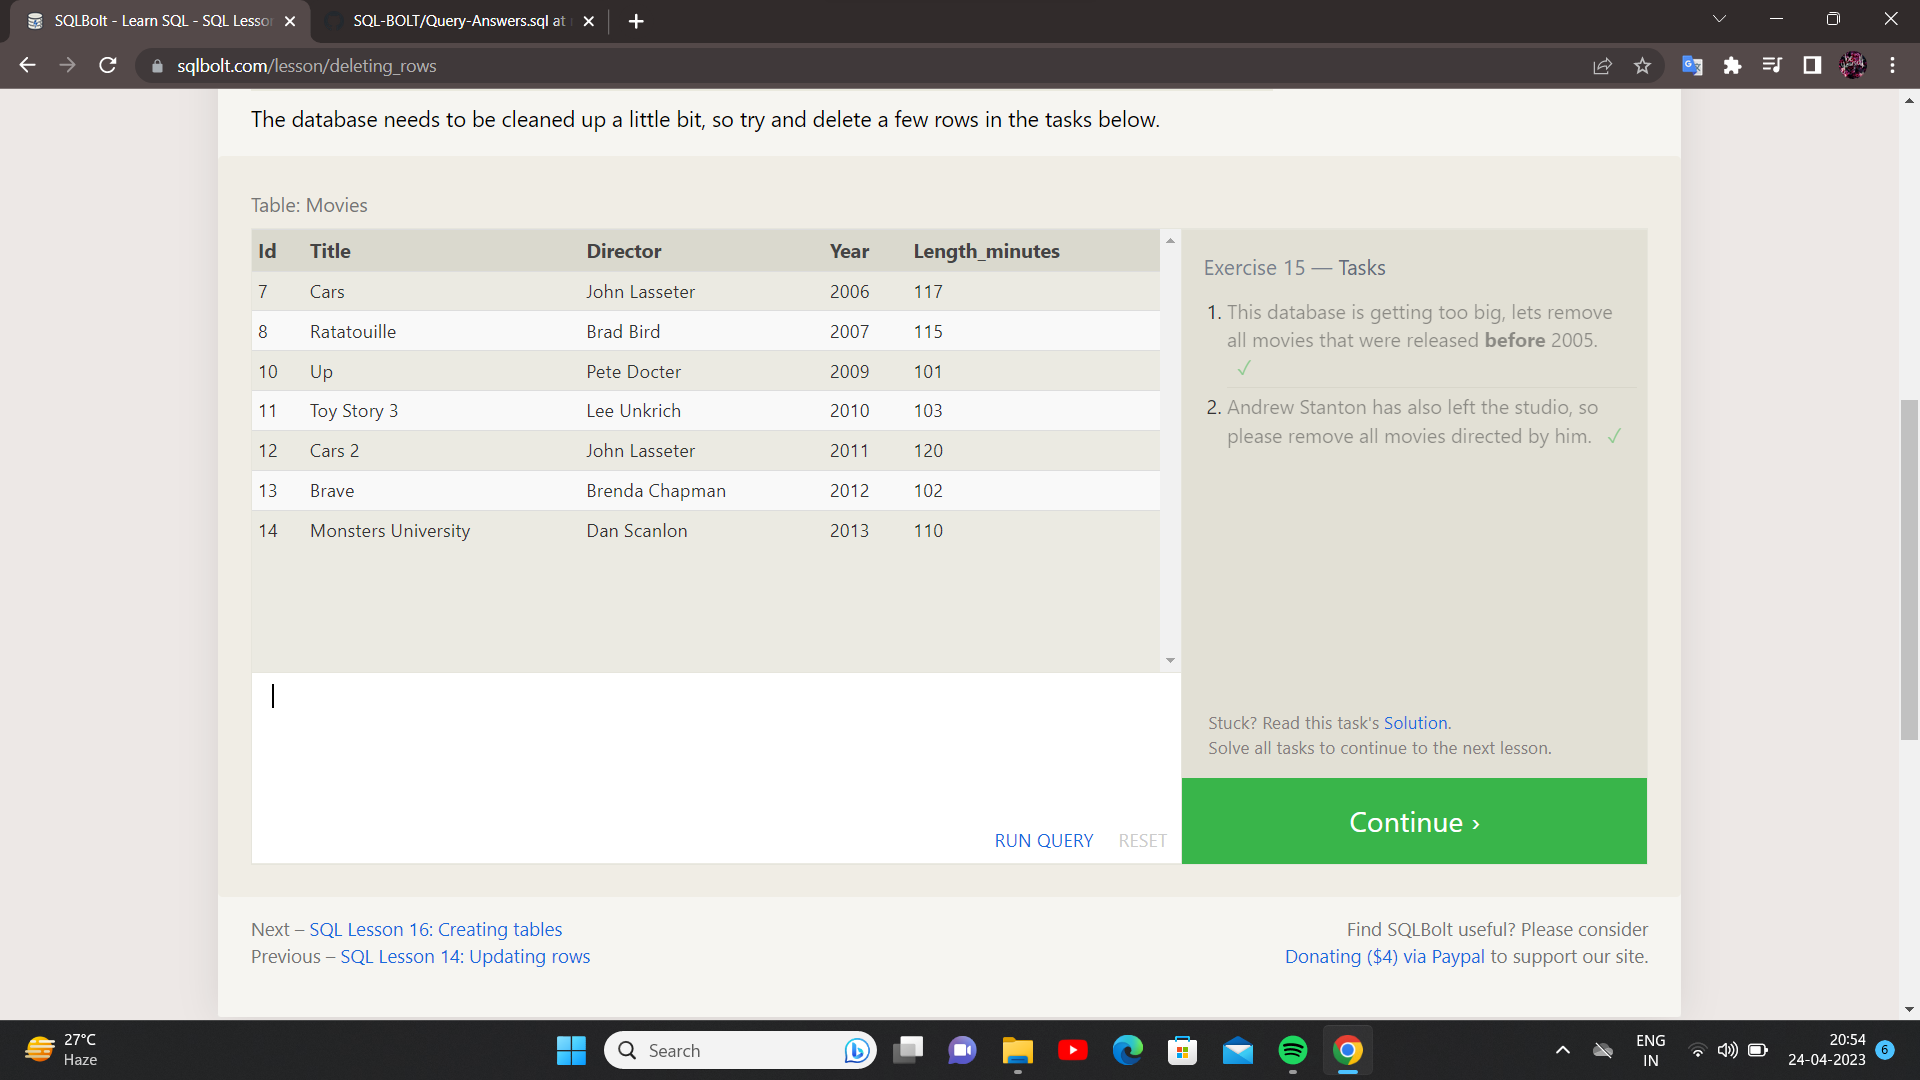 SQLBolt - Learn SQL - SQL Lesson
SQL-BOLT/Query-Answers.sql at
sqlbolt.com/lesson/deleting_rows
The database needs to be cleaned up a little bit, so try and delete a few rows in the tasks below.
Table: Movies
Id Title Director Year Length_minutes
7 Cars John Lasseter 2006 117
8 Ratatouille Brad Bird 2007 115
10 Up Pete Docter 2009 101
11 Toy Story 3 Lee Unkrich 2010 103
12 Cars 2 John Lasseter 2011 120
13 Brave Brenda Chapman 2012 102
14 Monsters University Dan Scanlon 2013 110
RUN QUERY RESET
Exercise 15 — Tasks
1. This database is getting too big, lets remove
all movies that were released before 2005.
✓
2. Andrew Stanton has also left the studio, so
please remove all movies directed by him. ✓
Stuck? Read this task's Solution.
Solve all tasks to continue to the next lesson.
Continue ›
Next – SQL Lesson 16: Creating tables
Previous – SQL Lesson 14: Updating rows
Find SQLBolt useful? Please consider
Donating ($4) via Paypal to support our site.
27°C
Haze
Search
ENG
IN
20:54
24-04-2023
6